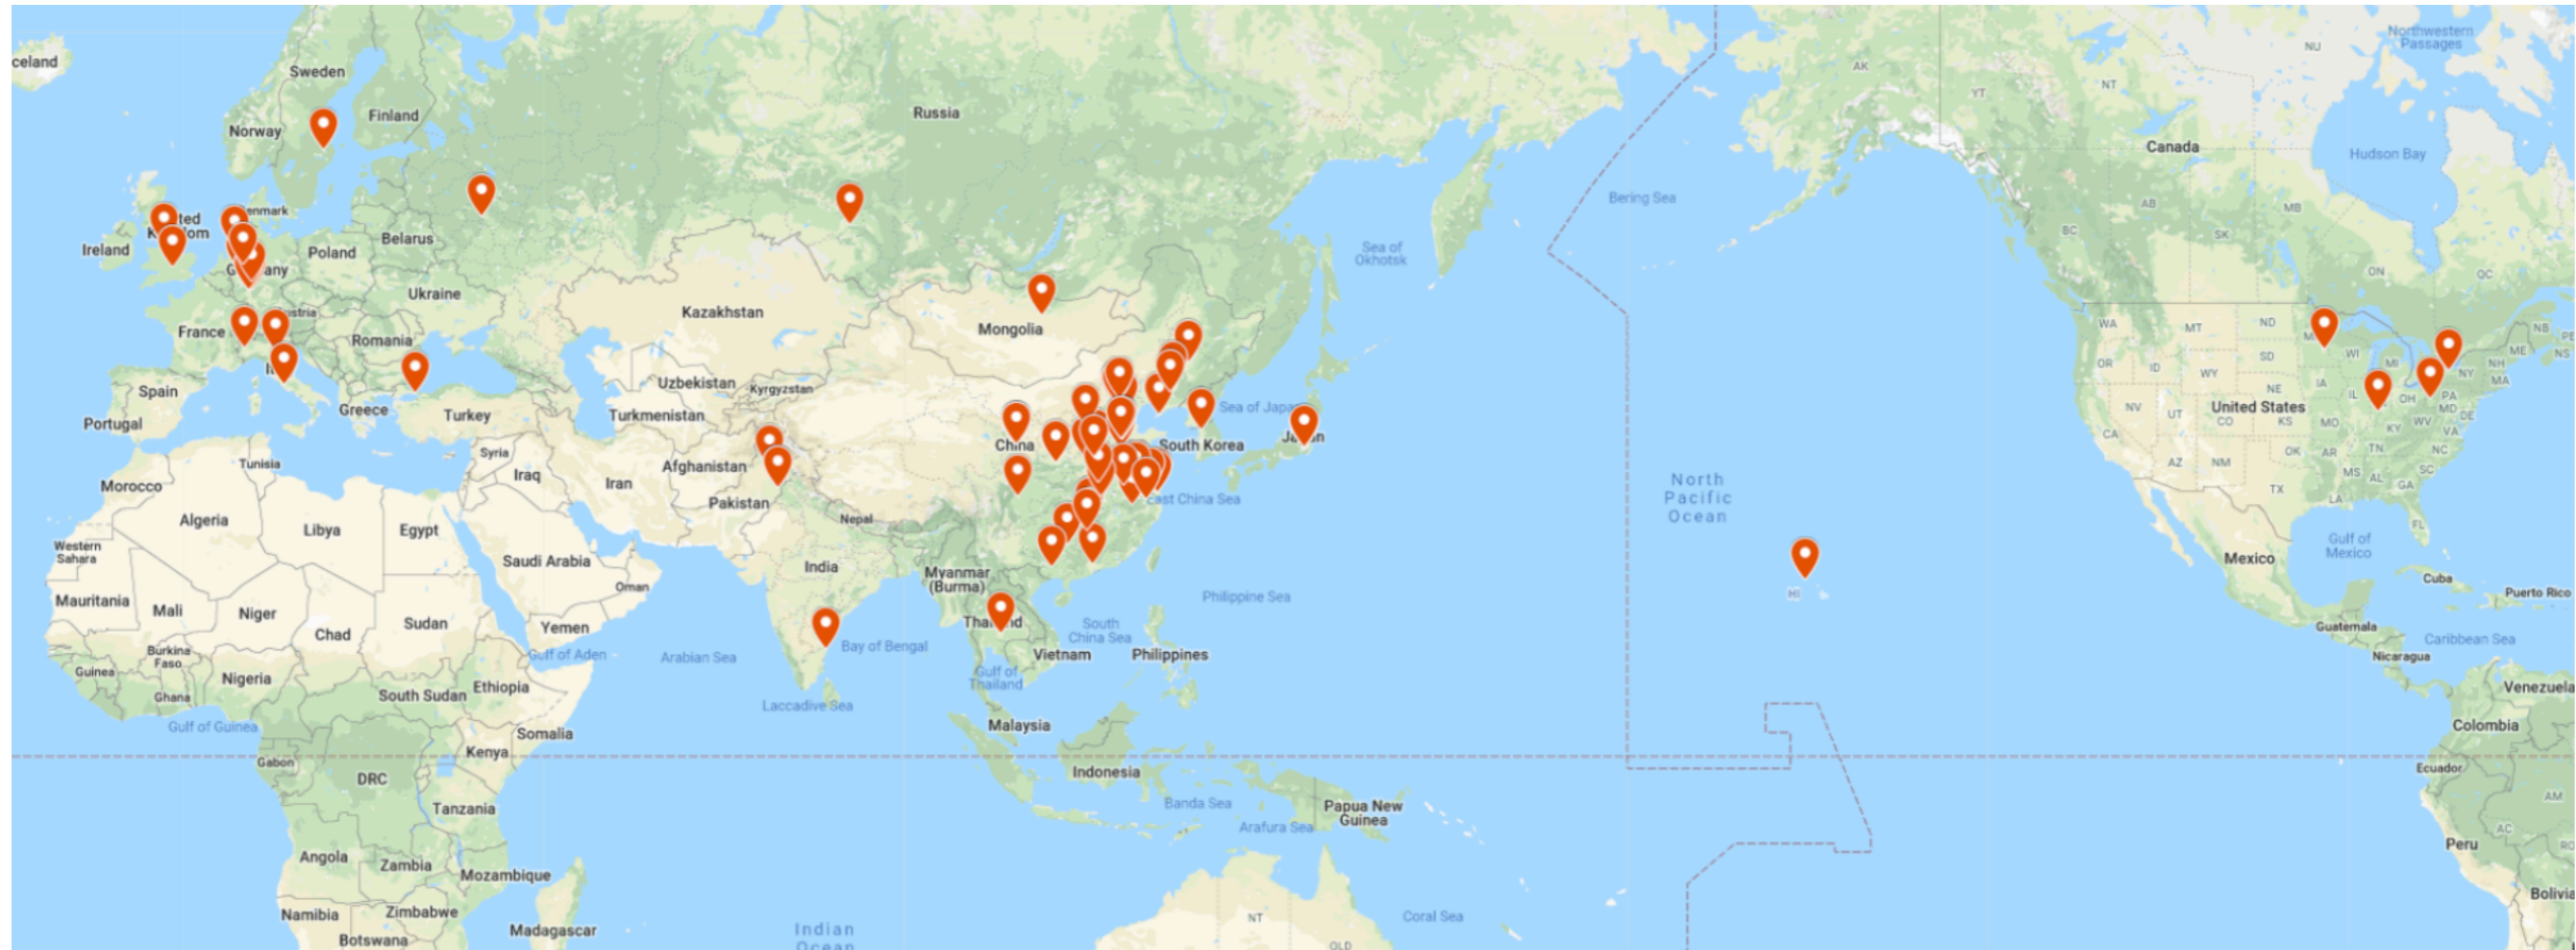 celand
Sweden
Finland
Norway
Russia
ted
K dom
Ireland
enmark
Poland
Belarus
G any
Ukraine
France
stria
Romania
Spain
Portugal
Greece
Turkey
Kazakhstan
Mongolia
Uzbekistan
Kyrgyzstan
Turkmenistan
Afghanistan
Pakistan
China
South Korea
Sea of Japa
Ja n
East China Sea
Sea of
Okhotsk
Bering Sea
Tunisia
Morocco
Syria
Iraq
Iran
Nepal
India
Myanmar
(Burma)
Algeria
Libya
Egypt
Saudi Arabia
Oman
Western
Sahara
Mauritania
Mali
Niger
Chad
Sudan
Yemen
Gulf of Aden
Arabian Sea
Bay of Bengal
Laccadive Sea
Tha nd
Vietnam
Gulf of
Thailand
South
China Sea
Philippine Sea
Philippines
Malaysia
Indonesia
Banda Sea
Arafura Sea
Papua New
Guinea
Coral Sea
NT
QLD
Burkina
Faso
Guinea
Ghana
Nigeria
South Sudan
Ethiopia
Gulf of Guinea
Somalia
Kenya
Gabon
DRC
Tanzania
Angola
Zambia
Mozambique
Namibia
Zimbabwe
Botswana
Madagascar
Indian
Ocean
North
Pacific
Ocean
HI
AK
YT
NT
NU
Northwestern
Passages
Canada
Hudson Bay
BC
AB
SK
MB
ON
QC
NB
PE
NS
WA
MT
ND
M
OR
ID
WY
SD
WI
MI
NY
ME
NH
MA
NV
UT
CO
NE
IA
IL
OH
PA
MD
DE
United States
KS
MO
KY
WV
VA
CA
AZ
NM
OK
AR
TN
NC
MS
AL
GA
SC
TX
LA
FL
Gulf of
Mexico
Mexico
Cuba
Puerto Rico
Guatemala
Caribbean Sea
Nicaragua
Venezuela
Colombia
Ecuador
AM
AC
RO
Peru
Bolivia